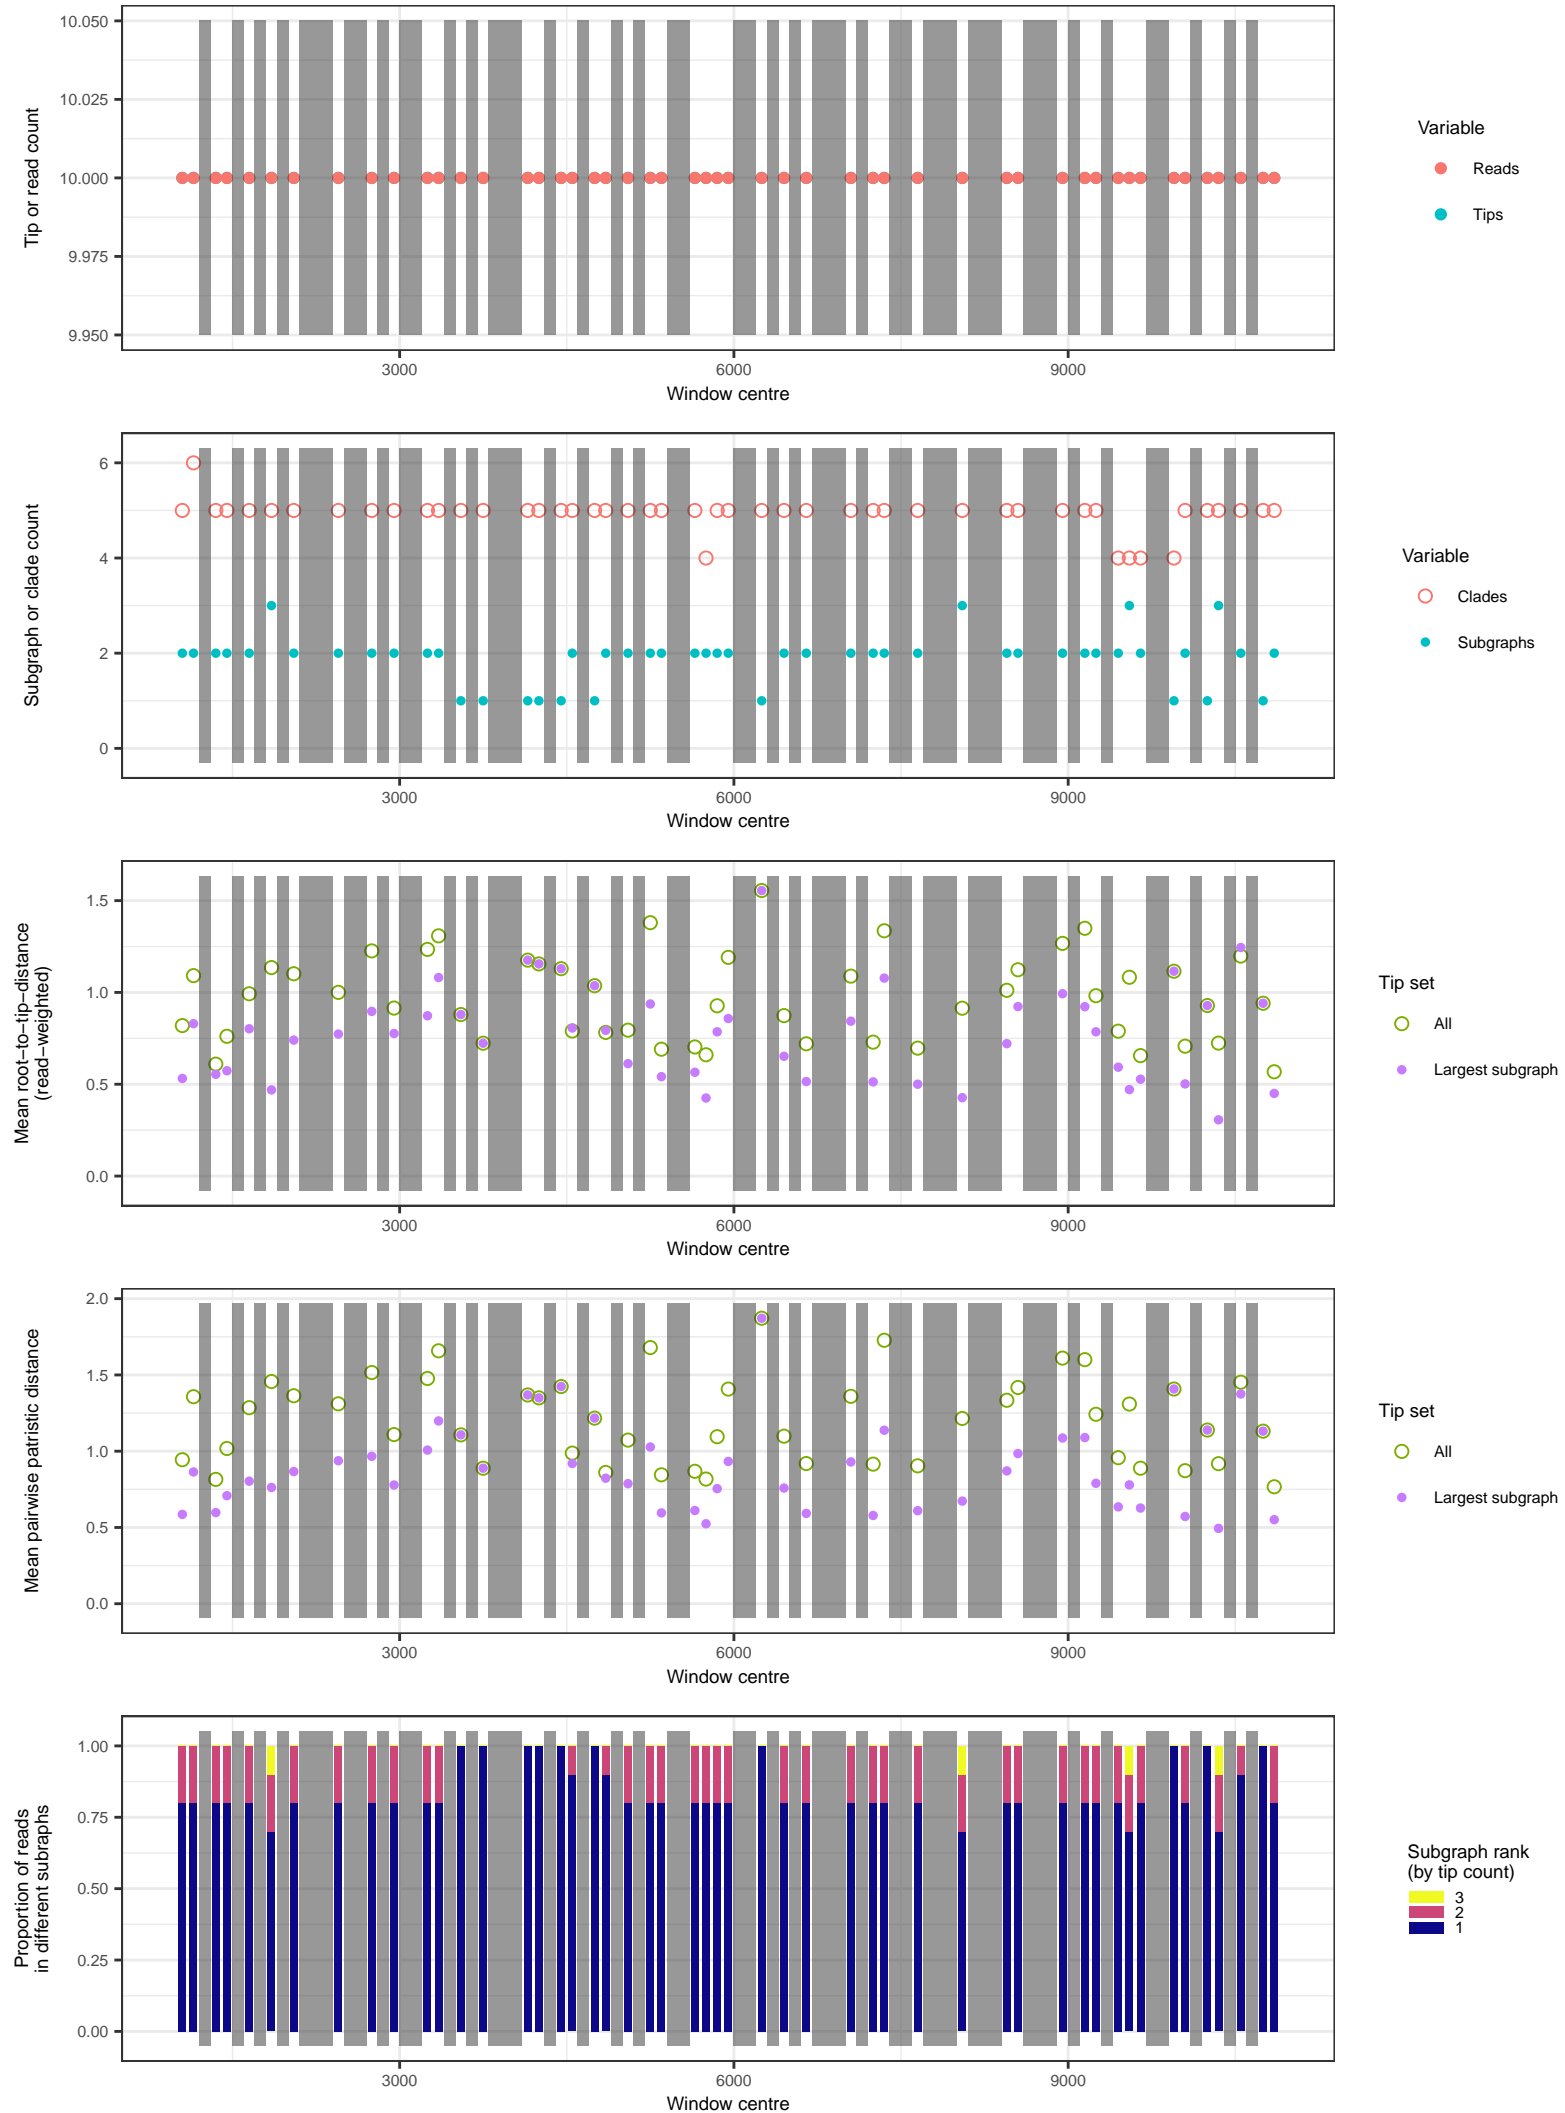 10.050
10.025
10.000
9.975
9.950
Tip or read count
3000 6000 9000
Window centre
Variable
Reads
Tips
6
4
2
0
Subgraph or clade count
3000 6000 9000
Window centre
Variable
Clades
Subgraphs
1.5
1.0
0.5
0.0
Mean root−to−tip−distance
(read−weighted)
3000 6000 9000
Window centre
Tip set
All
Largest subgraph
2.0
1.5
1.0
0.5
0.0
Mean pairwise patristic distance
3000 6000 9000
Window centre
Tip set
All
Largest subgraph
1.00
0.75
0.50
0.25
0.00
Proportion of reads
in different subraphs
3000 6000 9000
Window centre
Subgraph rank
(by tip count)
3
2
1